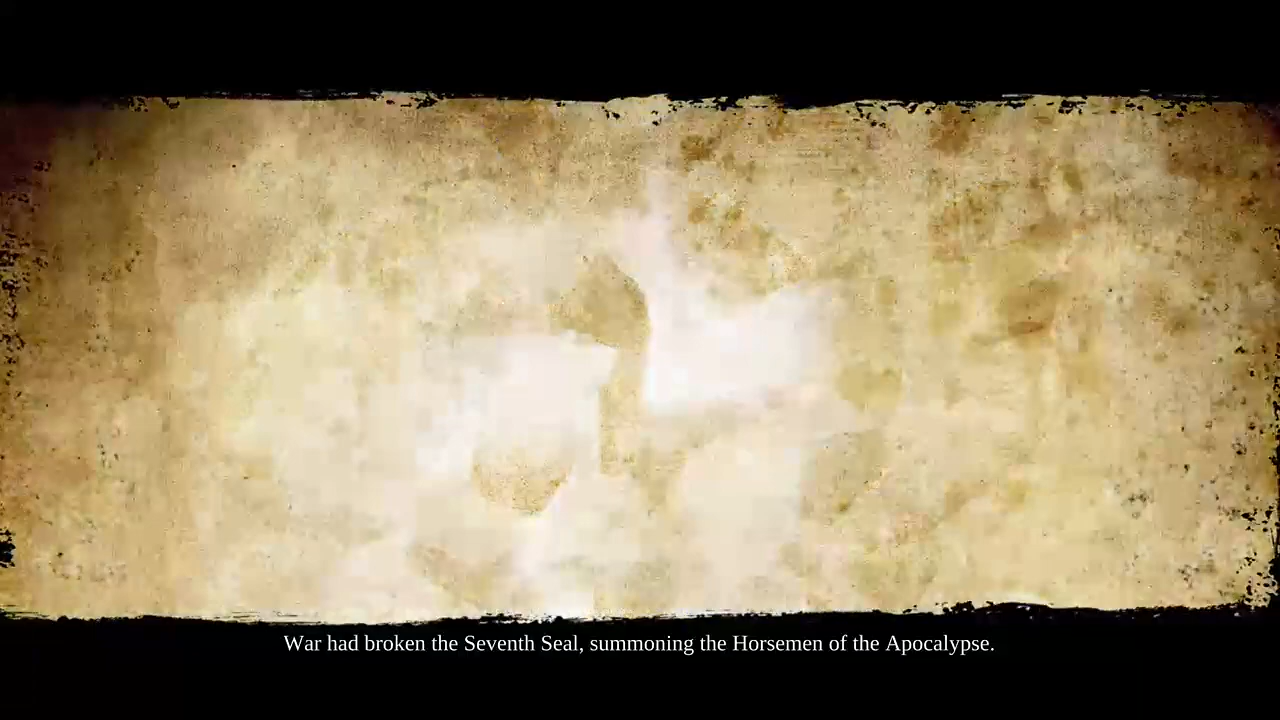 War had broken the Seventh Seal, summoning the Horsemen of the Apocalypse.